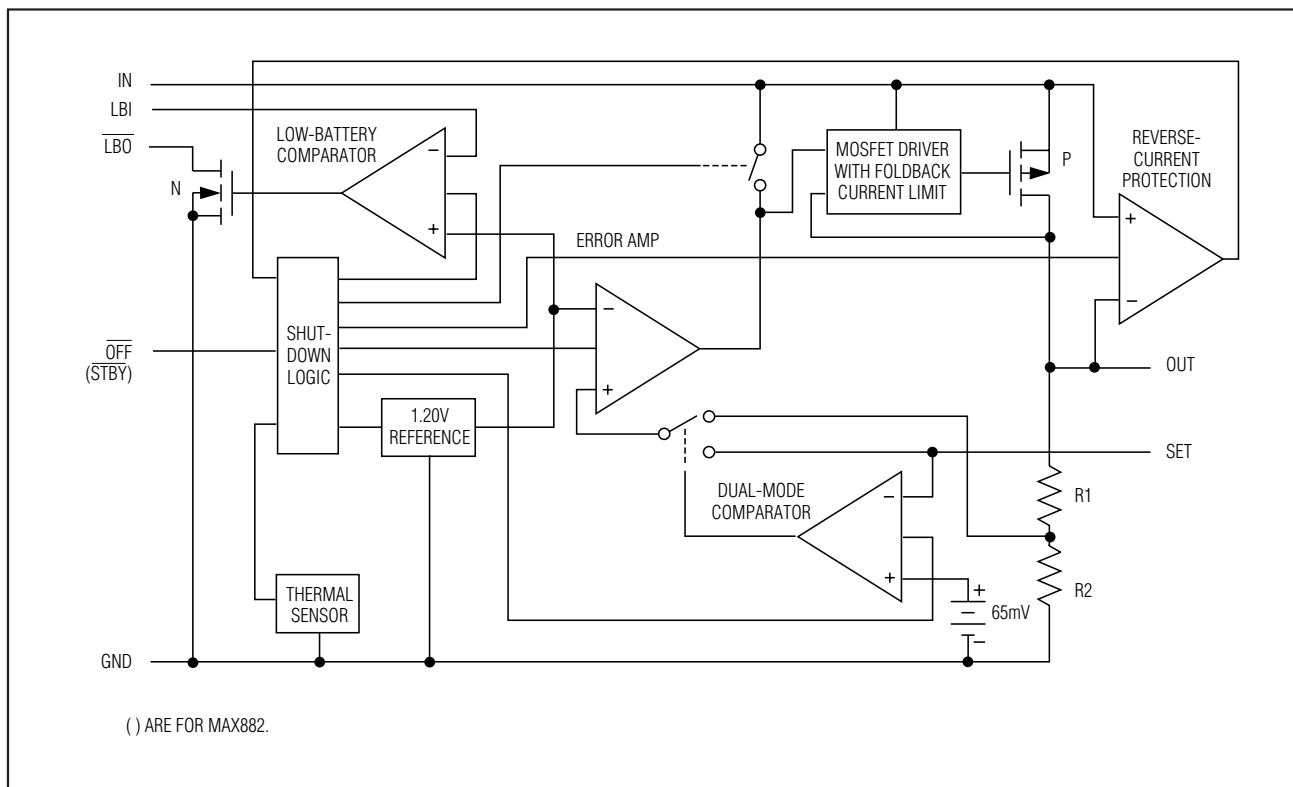 IN
LBI
LBO
LOW-BATTERY
COMPARATOR
N
MOSFET DRIVER
WITH FOLDBACK
CURRENT LIMIT
P
REVERSE-
CURRENT
PROTECTION
−
+
+
−
ERROR AMP
−
+
SHUT-
DOWN
LOGIC
OFF
(STBY)
1.20V
REFERENCE
OUT
SET
DUAL-MODE
COMPARATOR
−
+
R1
R2
+
65mV
−
THERMAL
SENSOR
GND
( ) ARE FOR MAX882.